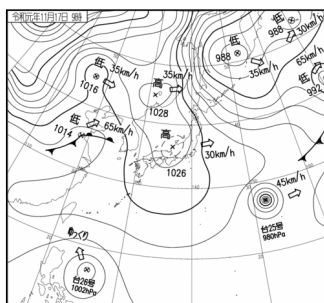 令和元年11月17日 9時
低
988
30km/h
低
988
35km/h
65km/h
992
低
1016
35km/h
高
1028
35km/h
1014
65km/h
高
1026
30km/h
45km/h
台25号
980hPa
ゆっくり
台26号
1002hPa